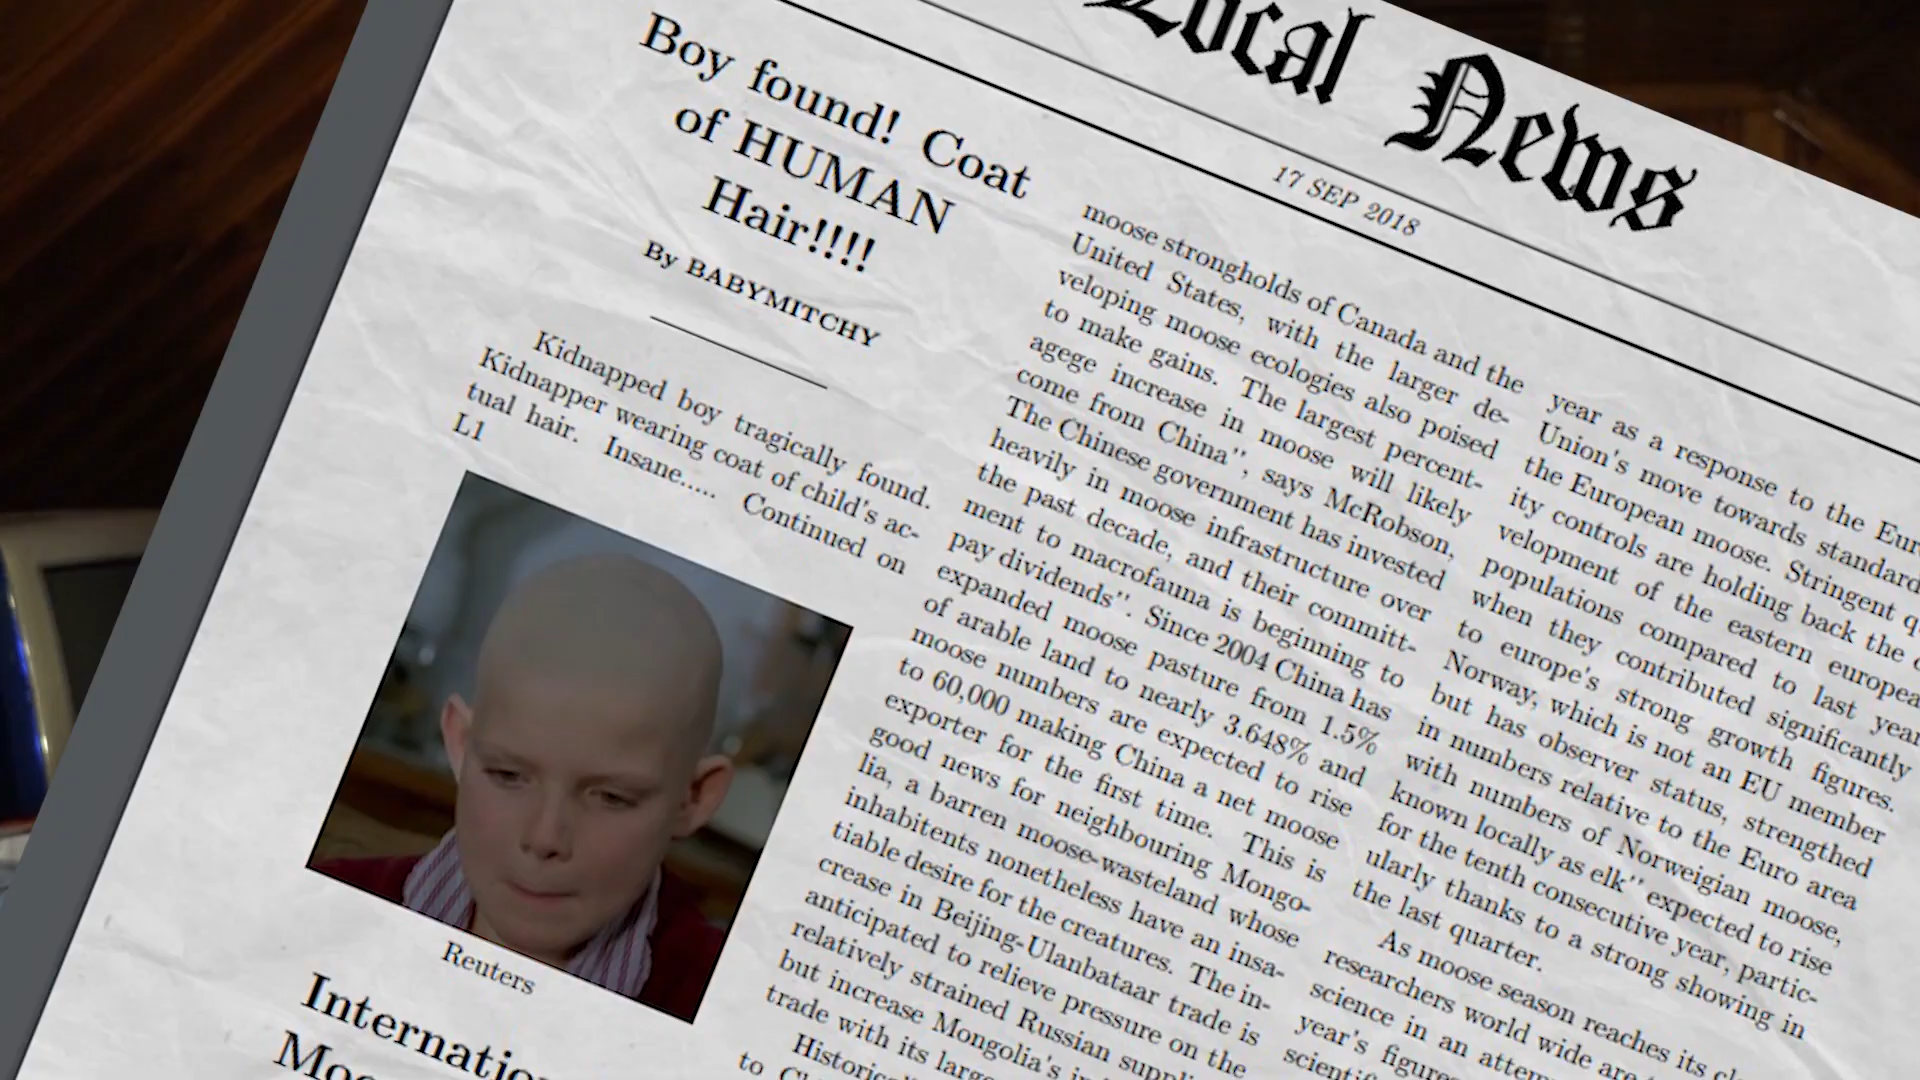 Local News
17 SEP 2018
Boy found! Coat
of HUMAN
Hair!!!!
By BABYMITCHY
Kidnapped boy tragically found.
Kidnapper wearing coat of child's ac-
tual hair. Insane..... Continued on
L1
Reuters
Internatio
Moo
moose strongholds of Canada and the
United States, with the larger de-
veloping moose ecologies also poised
to make gains. The largest percent-
agege increase in moose will likely
come from China", says McRobson,
The Chinese government has invested
heavily in moose infrastructure over
the past decade, and their committ-
ment to macrofauna is beginning to
pay dividends". Since 2004 China has
expanded moose pasture from 1.5%
of arable land to nearly 3.648% and
moose numbers are expected to rise
to 60,000 making China a net moose
exporter for the first time. This is
good news for neighbouring Mongo-
lia, a barren moose-wasteland whose
inhabitents nonetheless have an insa-
tiable desire for the creatures. The in-
crease in Beijing-Ulanbataar trade is
anticipated to relieve pressure on the
relatively strained Russian suppli
but increase Mongolia's i
trade with its large
Historical
to Ch
year as a response to the Eur
Union's move towards standard
the European moose. Stringent q
ity controls are holding back the d
velopment of the eastern europea
populations compared to last year
when they contributed significantly
to europe's strong growth figures.
Norway, which is not an EU member
but has observer status, strengthed
in numbers relative to the Euro area
with numbers of Norweigian moose,
known locally as elk" expected to rise
for the tenth consecutive year, partic-
ularly thanks to a strong showing in
the last quarter.
As moose season reaches its cl
researchers world wide are
science in an attem
year's figures
scientif